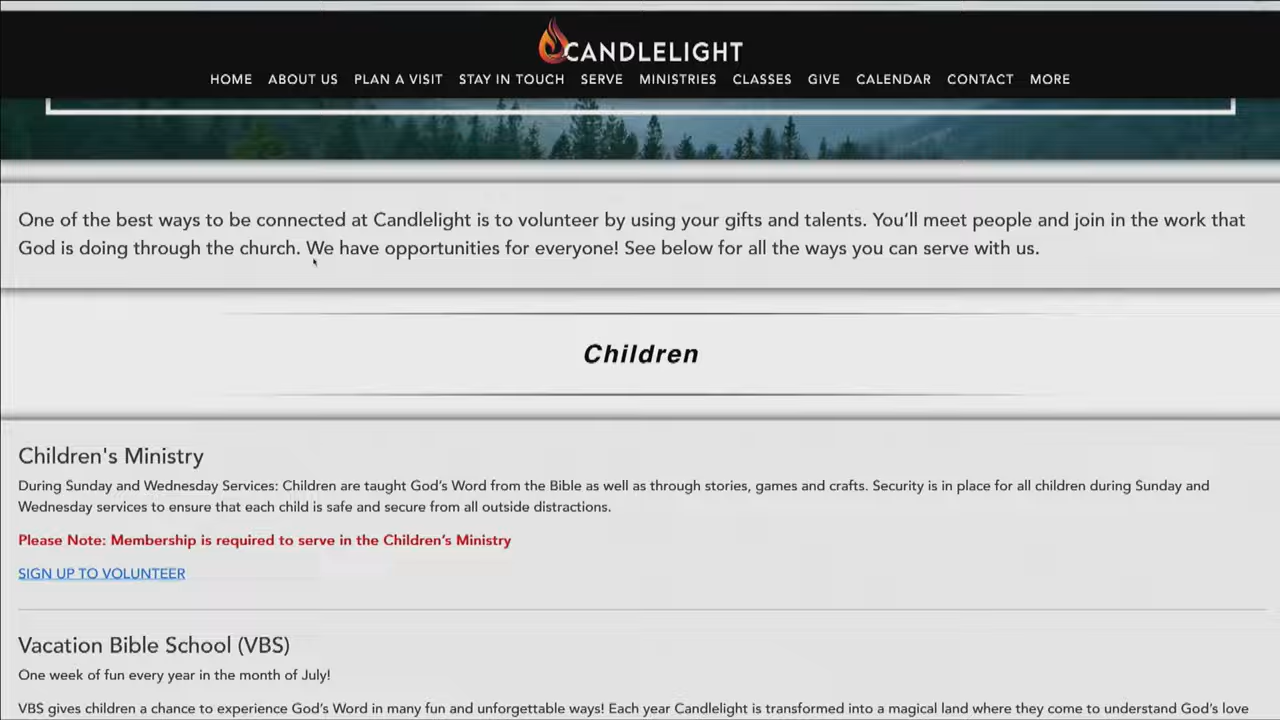 CANDLELIGHT
HOME ABOUT US PLAN A VISIT STAY IN TOUCH SERVE MINISTRIES CLASSES GIVE CALENDAR CONTACT MORE
One of the best ways to be connected at Candlelight is to volunteer by using your gifts and talents. You'll meet people and join in the work that
God is doing through the church. We have opportunities for everyone! See below for all the ways you can serve with us.
Children
Children's Ministry
During Sunday and Wednesday Services: Children are taught God's Word from the Bible as well as through stories, games and crafts. Security is in place for all children during Sunday and
Wednesday services to ensure that each child is safe and secure from all outside distractions.
Please Note: Membership is required to serve in the Children's Ministry
SIGN UP TO VOLUNTEER
Vacation Bible School (VBS)
One week of fun every year in the month of July!
VBS gives children a chance to experience God's Word in many fun and unforgettable ways! Each year Candlelight is transformed into a magical land where they come to understand God's love